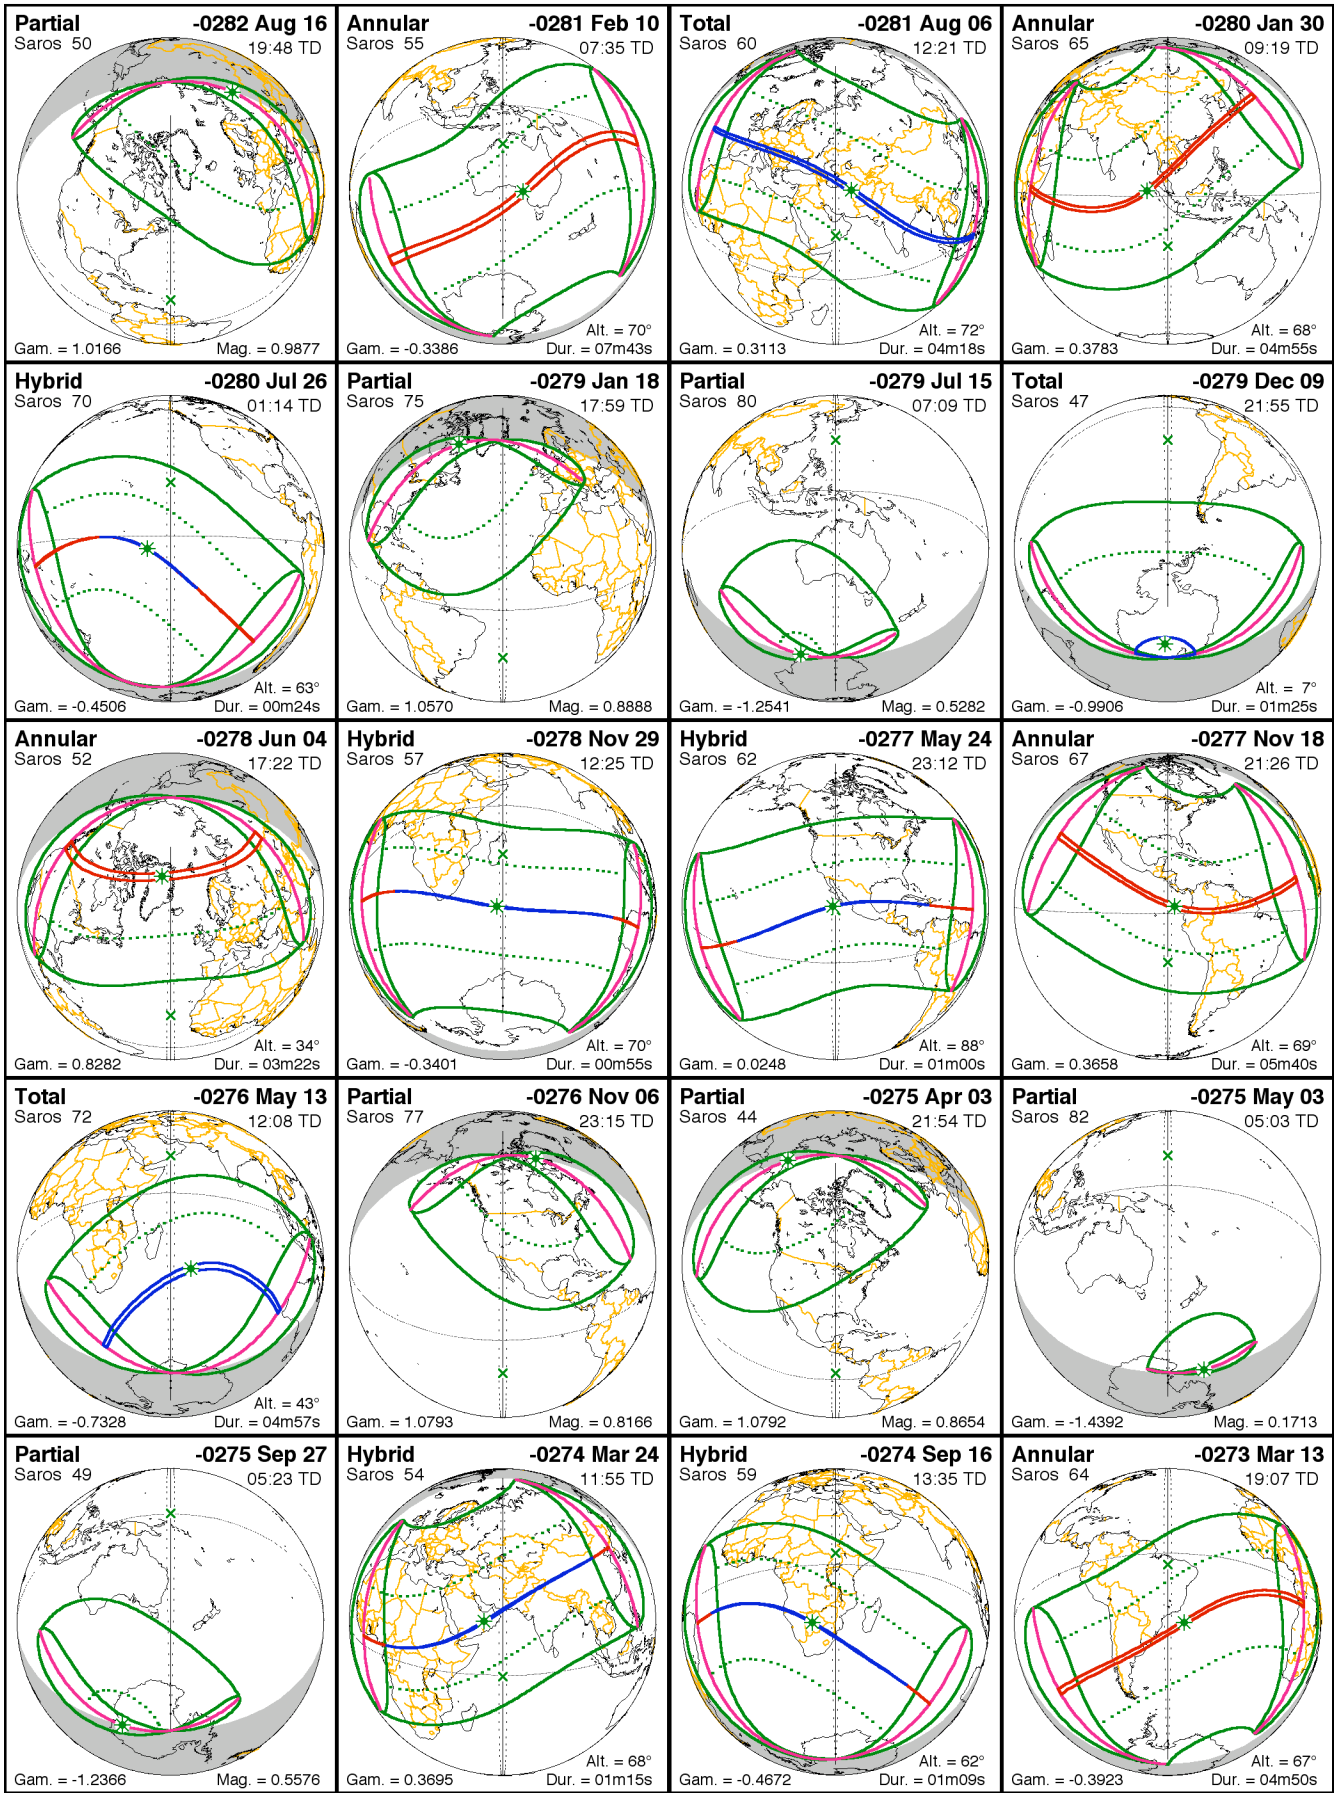 Partial -0282 Aug 16
Saros 50 19:48 TD
Gam. = 1.0166 Mag. = 0.9877
Annular -0281 Feb 10
Saros 55 07:35 TD
Alt. = 70°
Gam. = -0.3386 Dur. = 07m43s
Total -0281 Aug 06
Saros 60 12:21 TD
Alt. = 72°
Gam. = 0.3113 Dur. = 04m18s
Annular -0280 Jan 30
Saros 65 09:19 TD
Alt. = 68°
Gam. = 0.3783 Dur. = 04m55s
Hybrid -0280 Jul 26
Saros 70 01:14 TD
Alt. = 63°
Gam. = -0.4506 Dur. = 00m24s
Partial -0279 Jan 18
Saros 75 17:59 TD
Gam. = 1.0570 Mag. = 0.8888
Partial -0279 Jul 15
Saros 80 07:09 TD
Gam. = -1.2541 Mag. = 0.5282
Total -0279 Dec 09
Saros 47 21:55 TD
Alt. = 7°
Gam. = -0.9906 Dur. = 01m25s
Annular -0278 Jun 04
Saros 52 17:22 TD
Alt. = 34°
Gam. = 0.8282 Dur. = 03m22s
Hybrid -0278 Nov 29
Saros 57 12:25 TD
Alt. = 70°
Gam. = -0.3401 Dur. = 00m55s
Hybrid -0277 May 24
Saros 62 23:12 TD
Alt. = 88°
Gam. = 0.0248 Dur. = 01m00s
Annular -0277 Nov 18
Saros 67 21:26 TD
Alt. = 69°
Gam. = 0.3658 Dur. = 05m40s
Total -0276 May 13
Saros 72 12:08 TD
Alt. = 43°
Gam. = -0.7328 Dur. = 04m57s
Partial -0276 Nov 06
Saros 77 23:15 TD
Gam. = 1.0793 Mag. = 0.8166
Partial -0275 Apr 03
Saros 44 21:54 TD
Gam. = 1.0792 Mag. = 0.8654
Partial -0275 May 03
Saros 82 05:03 TD
Gam. = -1.4392 Mag. = 0.1713
Partial -0275 Sep 27
Saros 49 05:23 TD
Gam. = -1.2366 Mag. = 0.5576
Hybrid -0274 Mar 24
Saros 54 11:55 TD
Alt. = 68°
Gam. = 0.3695 Dur. = 01m15s
Hybrid -0274 Sep 16
Saros 59 13:35 TD
Alt. = 62°
Gam. = -0.4672 Dur. = 01m09s
Annular -0273 Mar 13
Saros 64 19:07 TD
Alt. = 67°
Gam. = -0.3923 Dur. = 04m50s